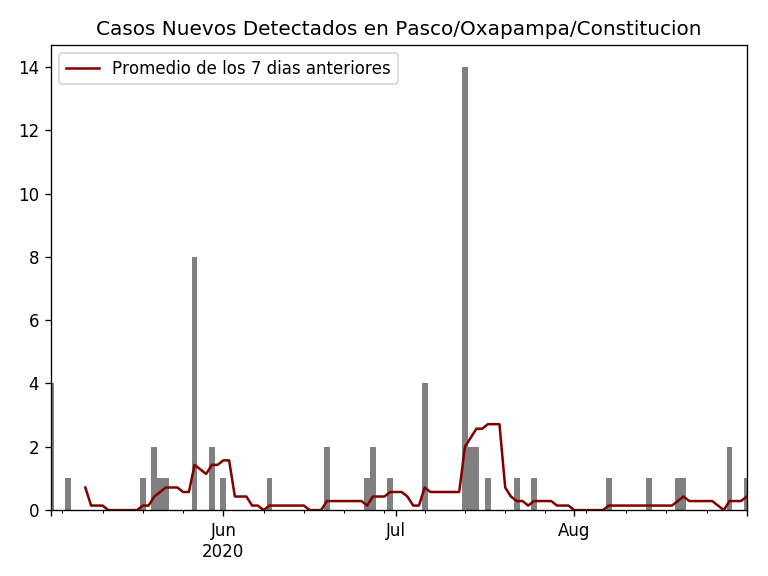 Casos Nuevos Detectados en Pasco/Oxapampa/Constitucion
Promedio de los 7 dias anteriores
14
12
10
8
6
4
2
0
Jun
2020
Jul
Aug